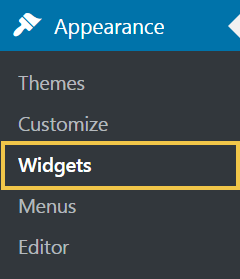 Appearance
Themes
Customize
Widgets
Menus
Editor